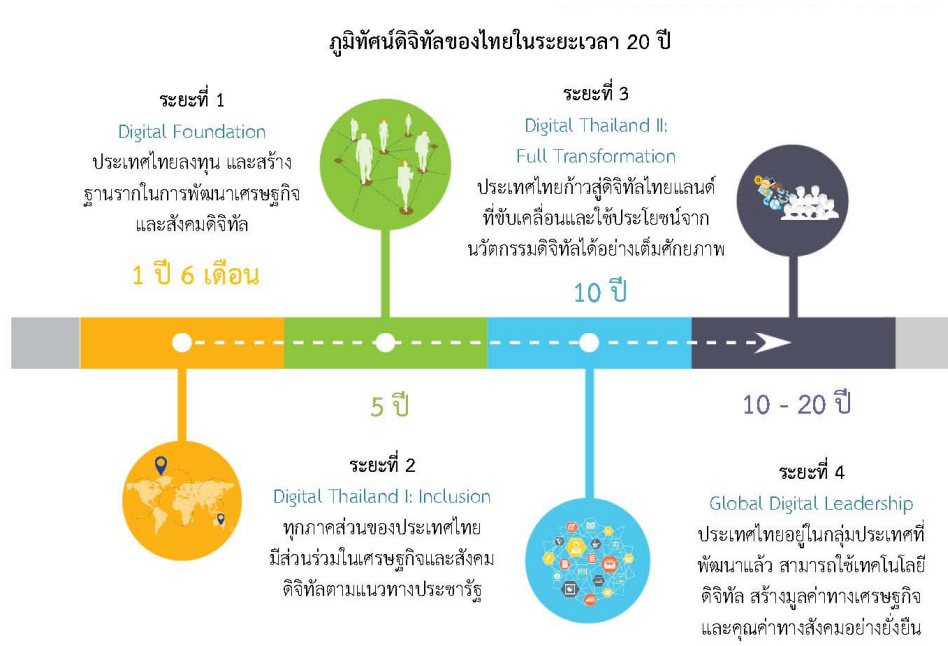 ภูมิทัศน์ดิจิทัลของไทยในระยะเวลา 20 ปี
ระยะที่ 1
Digital Foundation
ประเทศไทยลงทุน และสร้าง
ฐานรากในการพัฒนาเศรษฐกิจ
และสังคมดิจิทัล
1 ปี 6 เดือน
ระยะที่ 2
Digital Thailand I: Inclusion
ทุกภาคส่วนของประเทศไทย
มีส่วนร่วมในเศรษฐกิจและสังคม
ดิจิทัลตามแนวทางประชารัฐ
5 ปี
ระยะที่ 3
Digital Thailand II:
Full Transformation
ประเทศไทยก้าวสู่ดิจิทัลไทยแลนด์
ที่ขับเคลื่อนและใช้ประโยชน์จาก
นวัตกรรมดิจิทัลได้อย่างเต็มศักยภาพ
10 ปี
10 - 20 ปี
ระยะที่ 4
Global Digital Leadership
ประเทศไทยอยู่ในกลุ่มประเทศที่
พัฒนาแล้ว สามารถใช้เทคโนโลยี
ดิจิทัล สร้างมูลค่าทางเศรษฐกิจ
และคุณค่าทางสังคมอย่างยั่งยืน